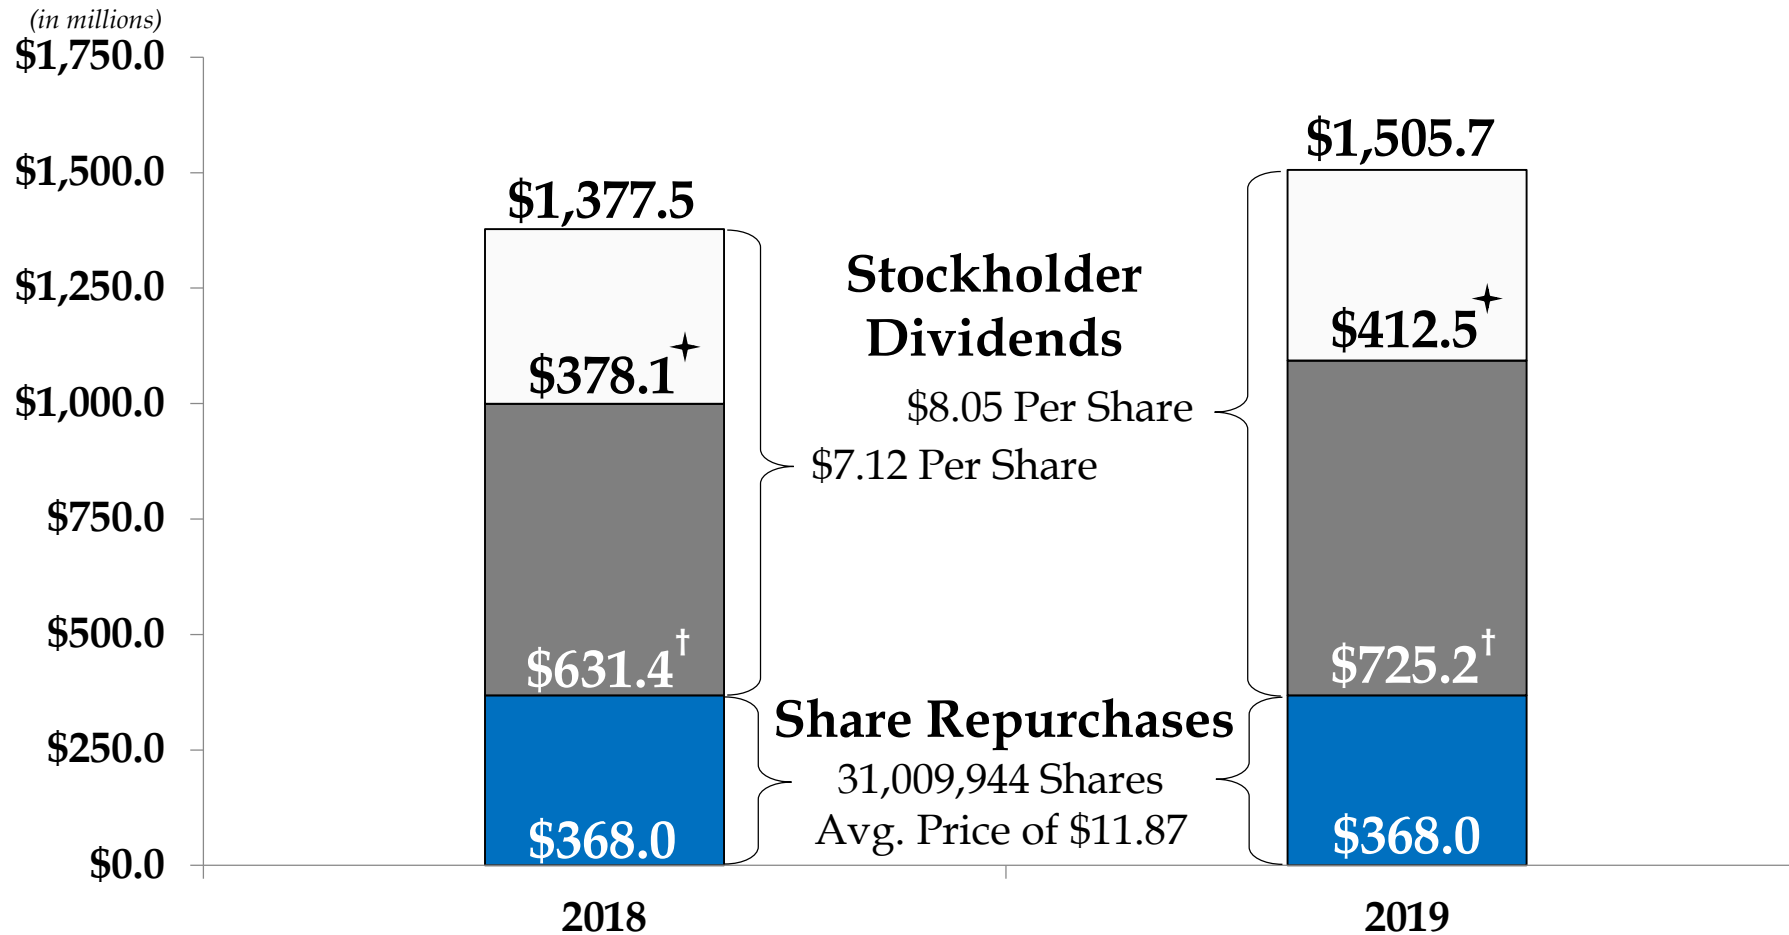 (in millions)
$1,750.0
$1,500.0
$1,250.0
$1,000.0
$750.0
$500.0
$250.0
$0.0
$1,377.5
$378.1✦
$631.4†
$368.0
2018
Stockholder
Dividends
$8.05 Per Share
$7.12 Per Share
Share Repurchases
31,009,944 Shares
Avg. Price of $11.87
$1,505.7
$412.5✦
$725.2†
$368.0
2019